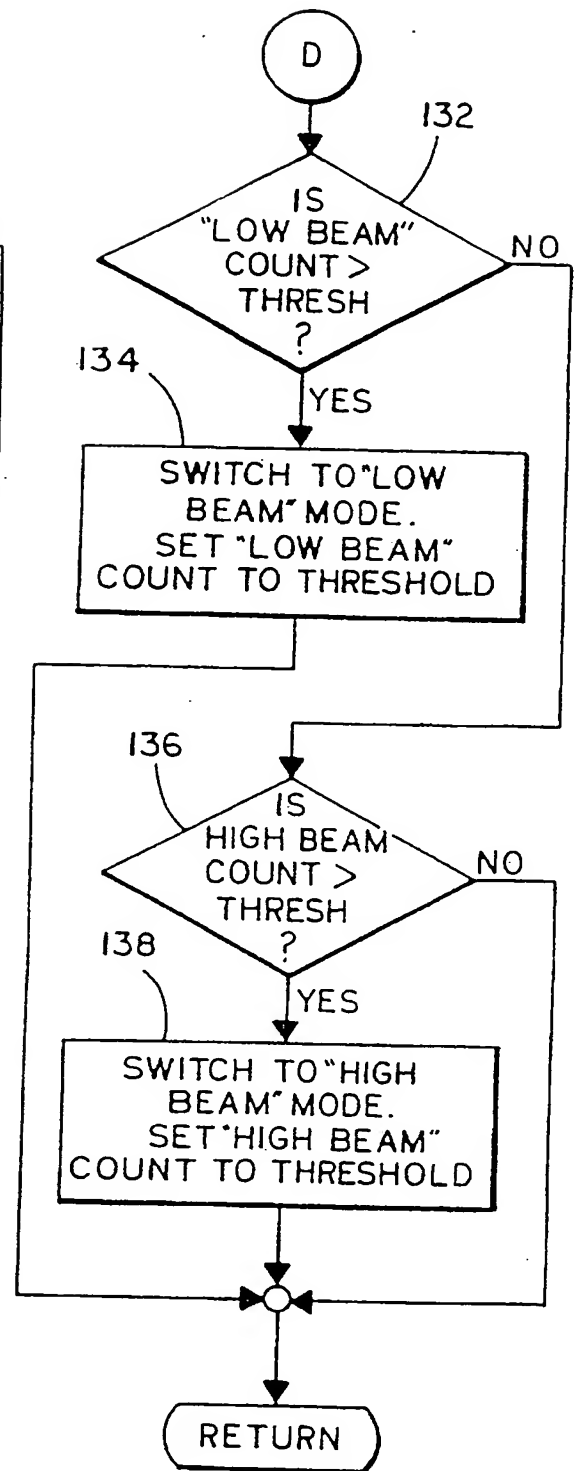 D
132
IS
"LOW BEAM"
COUNT >
THRESH
?
NO
134
YES
SWITCH TO "LOW
BEAM" MODE.
SET "LOW BEAM"
COUNT TO THRESHOLD
136
IS
HIGH BEAM
COUNT >
THRESH
?
NO
138
YES
SWITCH TO "HIGH
BEAM" MODE.
SET "HIGH BEAM"
COUNT TO THRESHOLD
RETURN